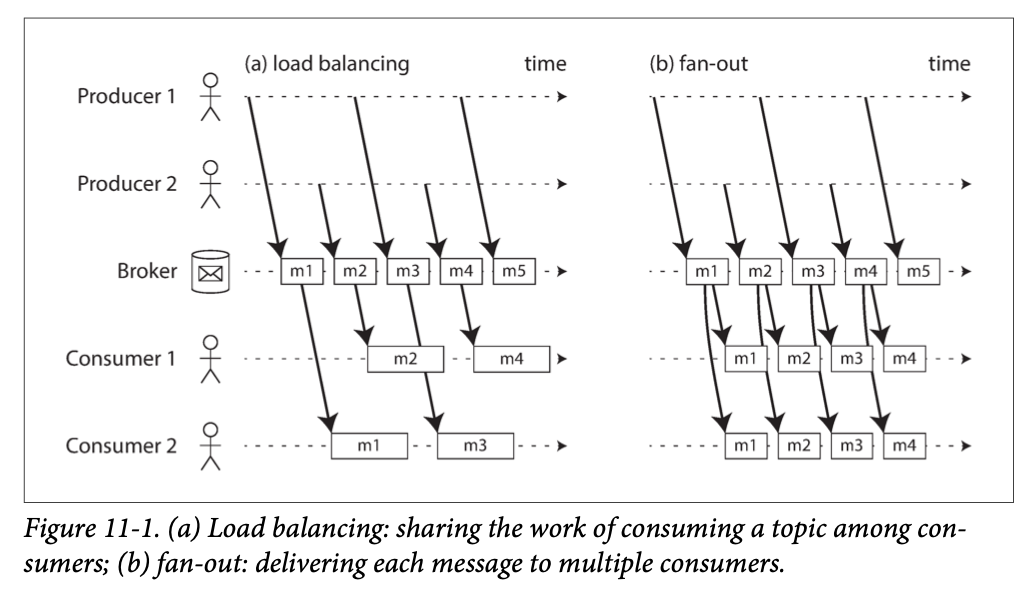 (a) load balancing time (b) fan-out time
Producer 1
Producer 2
Broker m1 m2 m3 m4 m5 m1 m2 m3 m4 m5
Consumer 1 m2 m4 m1 m2 m3 m4
Consumer 2 m1 m3 m1 m2 m3 m4
Figure 11-1. (a) Load balancing: sharing the work of consuming a topic among con-
sumers; (b) fan-out: delivering each message to multiple consumers.